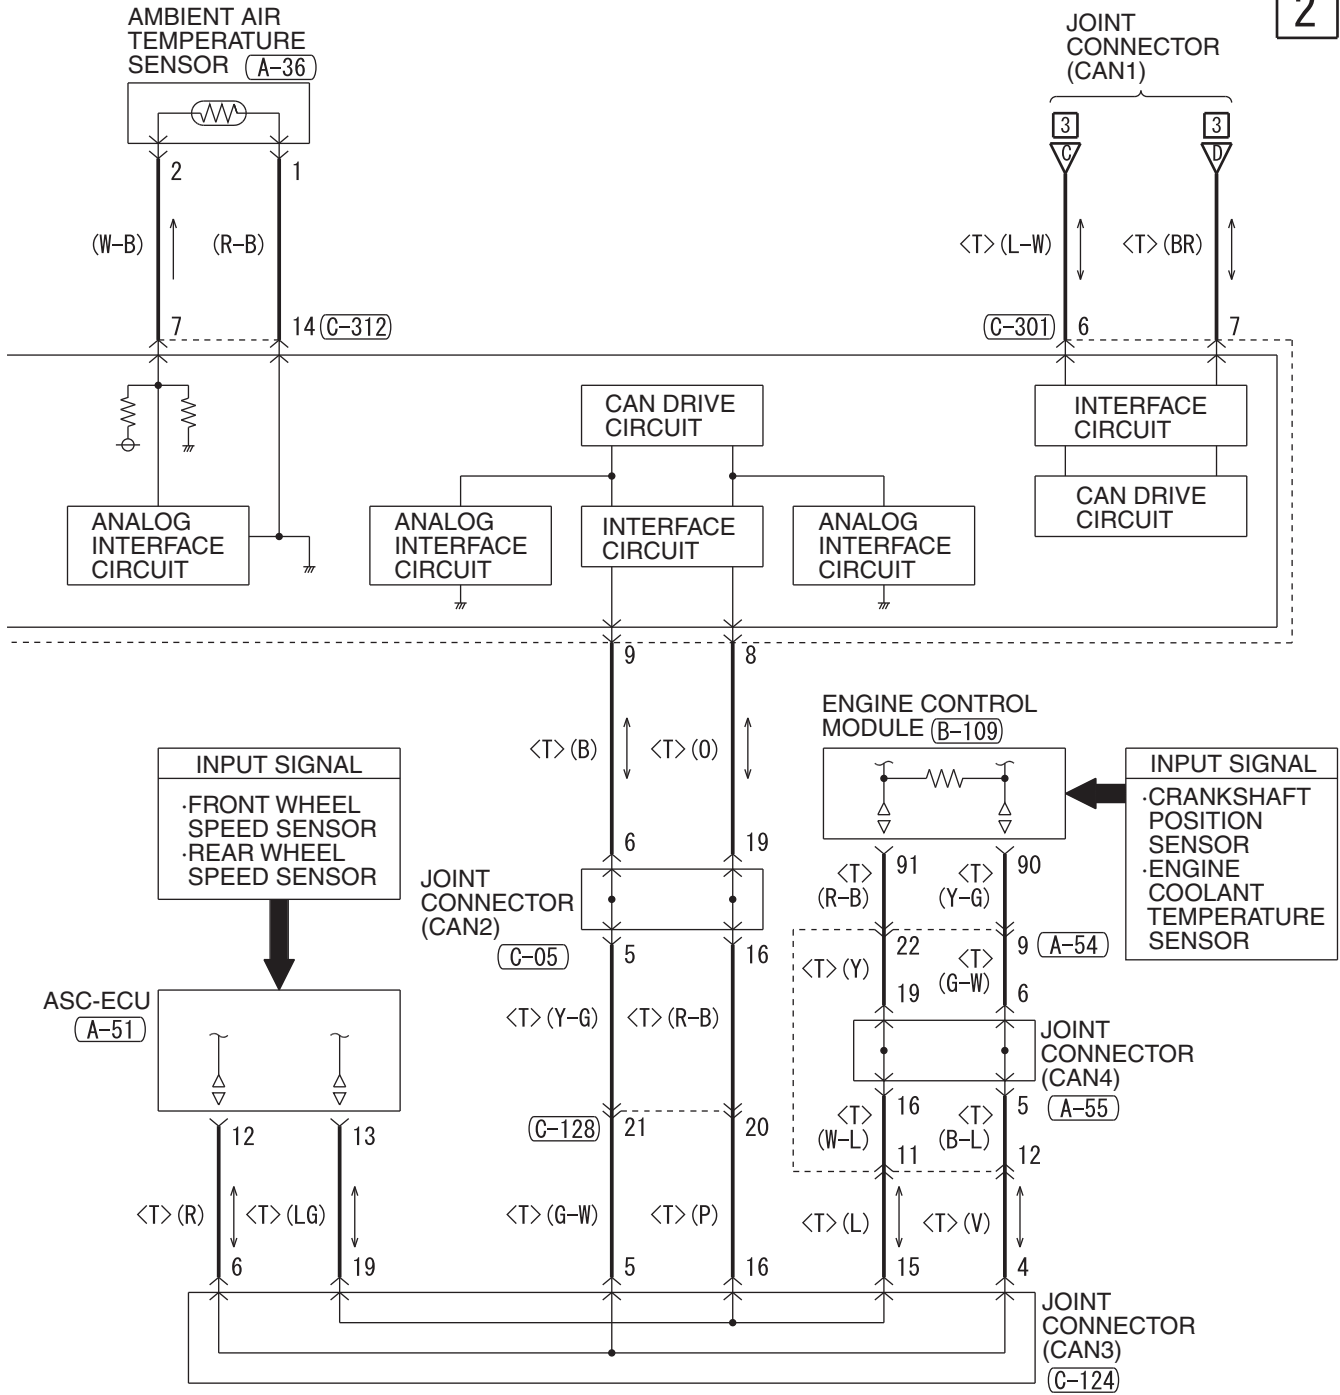 2
AMBIENT AIR
TEMPERATURE
SENSOR (A-36)
JOINT
CONNECTOR
(CAN1)
3 3
C D
2 1
(W-B) (R-B)
<T>(L-W) <T>(BR)
7 14 (C-312)
(C-301) 6 7
CAN DRIVE
CIRCUIT
INTERFACE
CIRCUIT
CAN DRIVE
CIRCUIT
ANALOG
INTERFACE
CIRCUIT
ANALOG
INTERFACE
CIRCUIT
INTERFACE
CIRCUIT
ANALOG
INTERFACE
CIRCUIT
9 8
<T>(B) <T>(O)
6 19
ENGINE CONTROL
MODULE (B-109)
INPUT SIGNAL
·CRANKSHAFT
POSITION
SENSOR
·ENGINE
COOLANT
TEMPERATURE
SENSOR
INPUT SIGNAL
·FRONT WHEEL
SPEED SENSOR
·REAR WHEEL
SPEED SENSOR
JOINT
CONNECTOR
(CAN2)
(C-05) 5 16
91 90
<T> <T>
(R-B) (Y-G)
22 9 (A-54)
<T>(Y) <T>
(G-W)
19 6
ASC-ECU
(A-51)
<T>(Y-G) <T>(R-B)
JOINT
CONNECTOR
(CAN4)
(A-55)
16 5
<T> <T>
(W-L) (B-L)
11 12
12 13
(C-128) 21 20
<T>(R) <T>(LG) <T>(G-W) <T>(P) <T>(L) <T>(V)
6 19 5 16 15 4
JOINT
CONNECTOR
(CAN3)
(C-124)